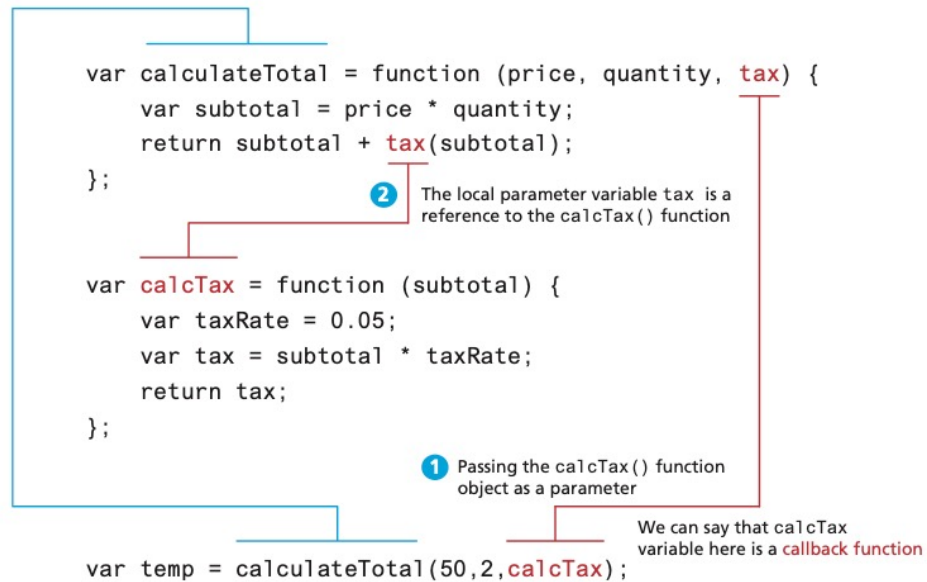 var calculateTotal = function (price, quantity, tax) {
var subtotal = price * quantity;
return subtotal + tax(subtotal);
};
2 The local parameter variable tax is a
reference to the calcTax() function
var calcTax = function (subtotal) {
var taxRate = 0.05;
var tax = subtotal * taxRate;
return tax;
};
1 Passing the calcTax() function
object as a parameter
We can say that calcTax
variable here is a callback function
var temp = calculateTotal(50,2,calcTax);